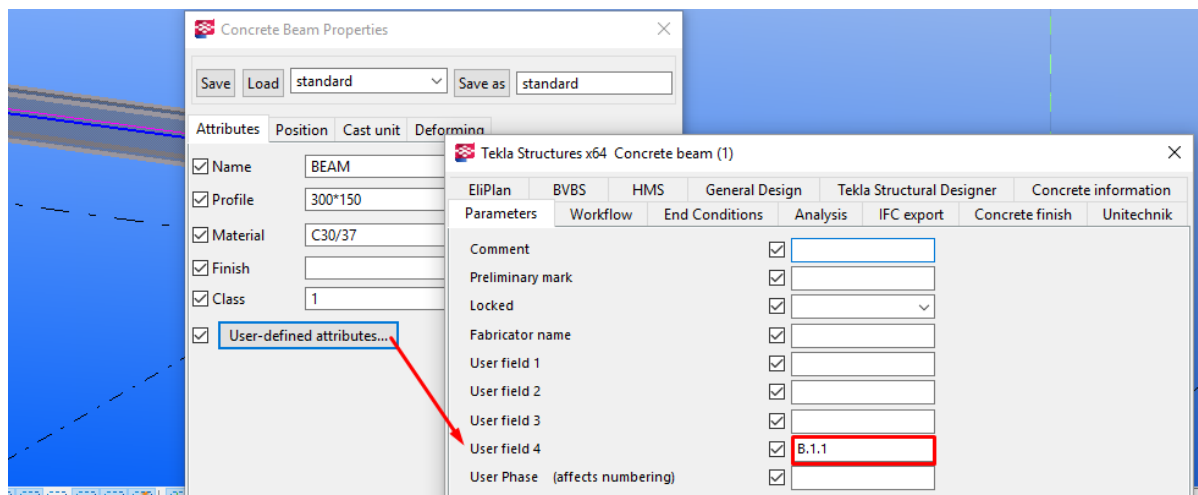 Concrete Beam Properties
Save Load standard Save as standard
Attributes Position Cast unit Deforming
Name BEAM
Profile 300*150
Material C30/37
Finish
Class 1
User-defined attributes...
Tekla Structures x64 Concrete beam (1)
EliPlan BVBS HMS General Design Tekla Structural Designer Concrete information
Parameters Workflow End Conditions Analysis IFC export Concrete finish Unitechnik
Comment
Preliminary mark
Locked
Fabricator name
User field 1
User field 2
User field 3
User field 4 B.1.1
User Phase (affects numbering)